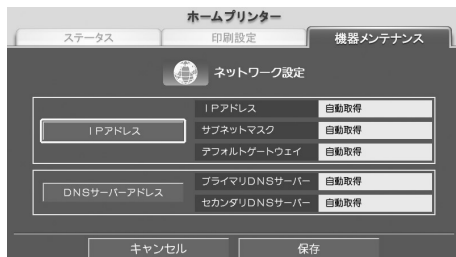 ホームプリンター
ステータス
印刷設定
機器メンテナンス
ネットワーク設定
IPアドレス
IPアドレス 自動取得
サブネットマスク 自動取得
デフォルトゲートウェイ 自動取得
DNSサーバーアドレス
プライマリDNSサーバー 自動取得
セカンダリDNSサーバー 自動取得
キャンセル
保存